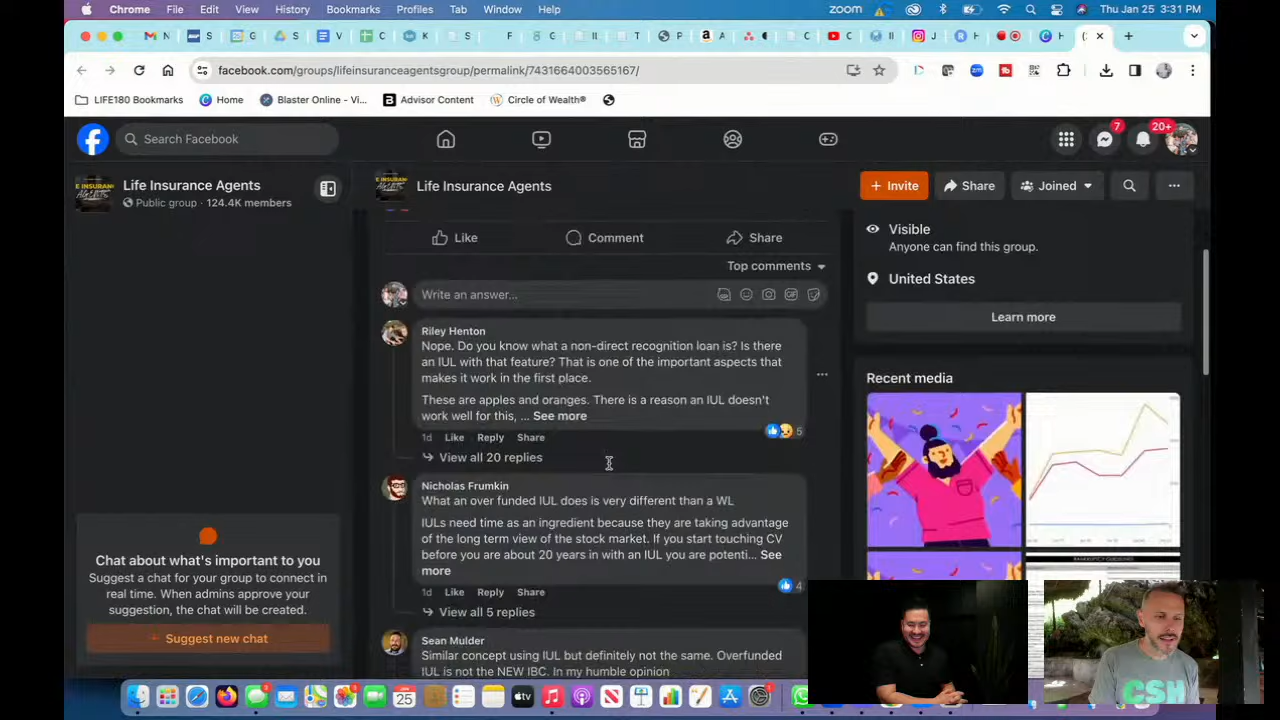 Chrome File Edit View History Bookmarks Profiles Tab Window Help
zoom Thu Jan 25 3:31 PM
facebook.com/groups/lifeinsuranceagentsgroup/permalink/7431664003565167/
LIFE180 Bookmarks Home Blaster Online - Vi... Advisor Content Circle of Wealth®
Search Facebook
7
20+
Life Insurance Agents
Public group · 124.4K members
Life Insurance Agents
+ Invite Share Joined
Like Comment Share
Top comments
Write an answer...
Riley Henton
Nope. Do you know what a non-direct recognition loan is? Is there
an IUL with that feature? That is one of the important aspects that
makes it work in the first place.
These are apples and oranges. There is a reason an IUL doesn't
work well for this, ... See more
5
1d Like Reply Share
View all 20 replies
Nicholas Frumkin
What an over funded IUL does is very different than a WL
IULs need time as an ingredient because they are taking advantage
of the long term view of the stock market. If you start touching CV
before you are about 20 years in with an IUL you are potenti... See
more
4
1d Like Reply Share
View all 5 replies
Sean Mulder
Similar concept using IUL but definitely not the same. Overfunded
IUL is not the NEW IBC. In my humble opinion
Visible
Anyone can find this group.
United States
Learn more
Recent media
Chat about what's important to you
Suggest a chat for your group to connect in
real time. When admins approve your
suggestion, the chat will be created.
+ Suggest new chat
25
CSH